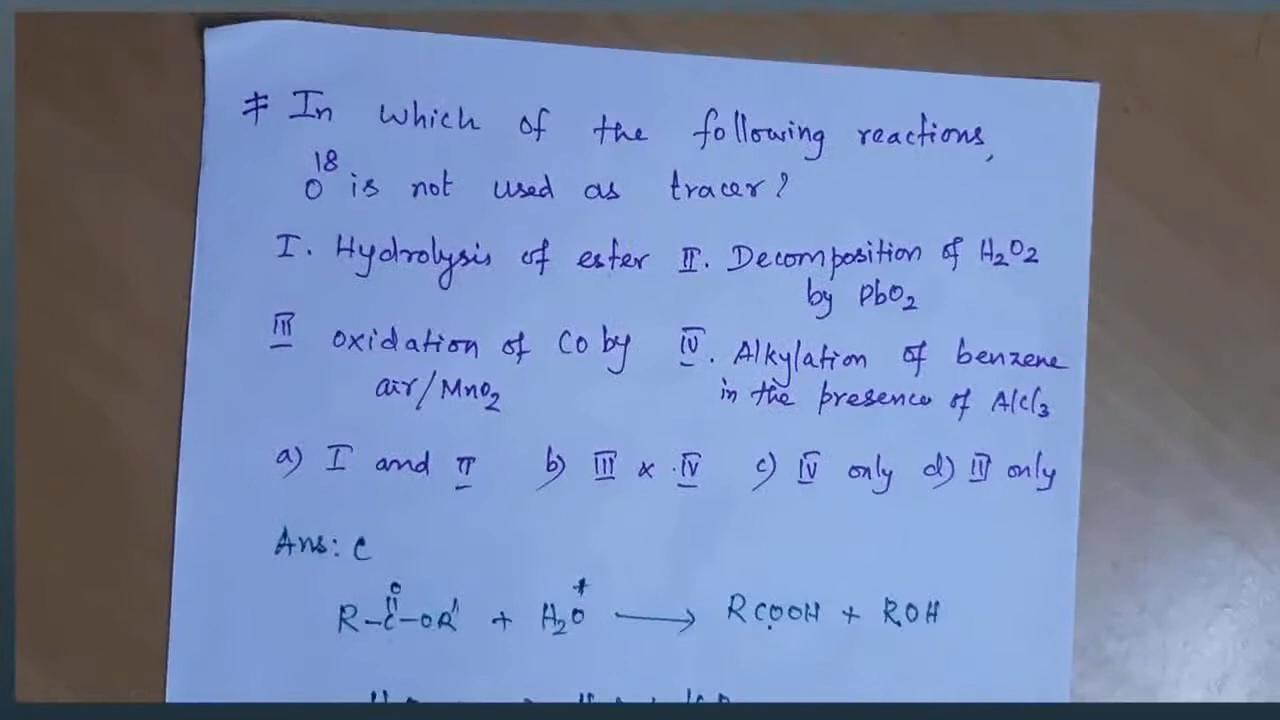 # In which of the following reactions,
O18 is not used as tracer?
I. Hydrolysis of ester II. Decomposition of H2O2
by PbO2
III oxidation of CO by IV. Alkylation of benzene
air/MnO2 in the presence of AlCl3
a) I and II b) III & IV c) IV only d) II only
Ans: C
R-C-OR' + H2O* → RCOOH + ROH
O